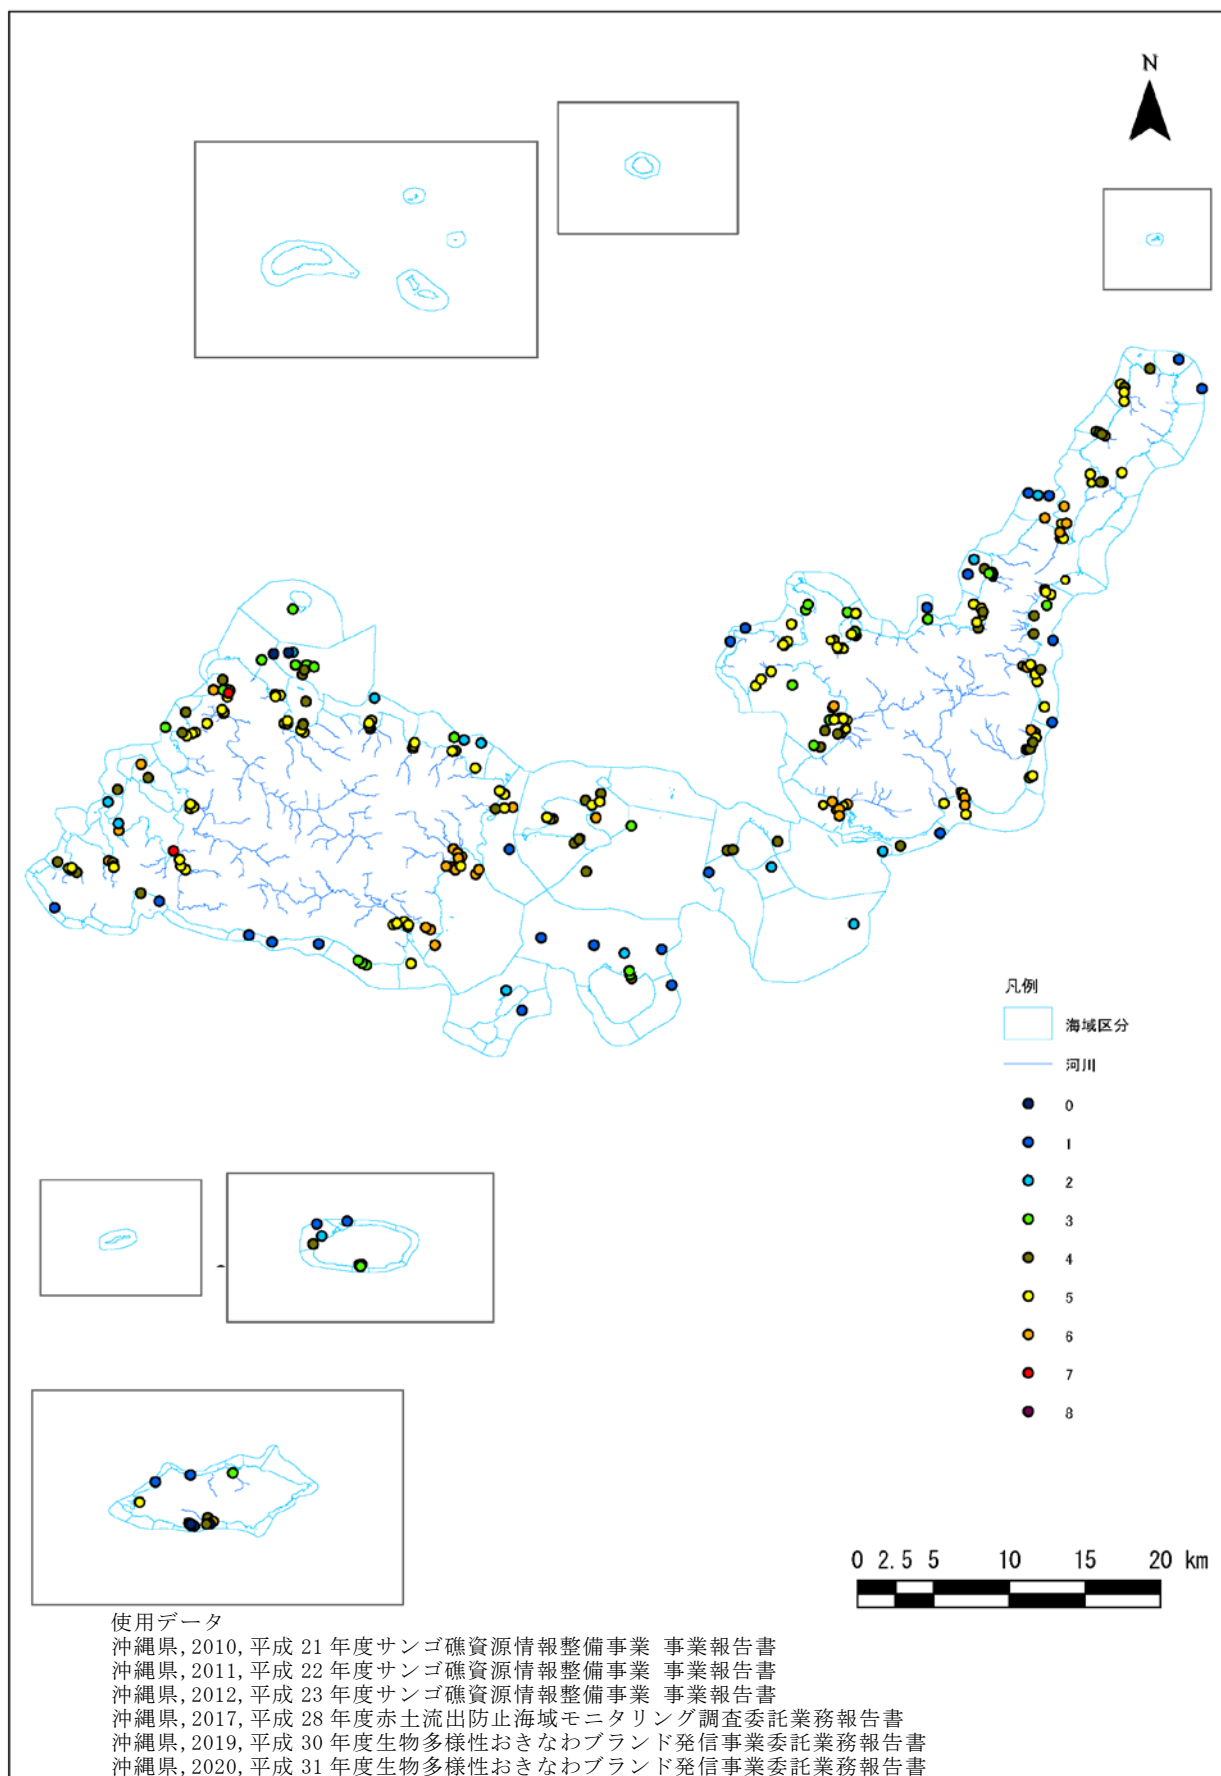 N
凡例
海域区分
河川
0
1
2
3
4
5
6
7
8
0 2.5 5 10 15 20 km
使用データ
沖縄県,2010,平成 21 年度サンゴ礁資源情報整備事業 事業報告書
沖縄県,2011,平成 22 年度サンゴ礁資源情報整備事業 事業報告書
沖縄県,2012,平成 23 年度サンゴ礁資源情報整備事業 事業報告書
沖縄県,2017,平成 28 年度赤土流出防止海域モニタリング調査委託業務報告書
沖縄県,2019,平成 30 年度生物多様性おきなわブランド発信事業委託業務報告書
沖縄県,2020,平成 31 年度生物多様性おきなわブランド発信事業委託業務報告書